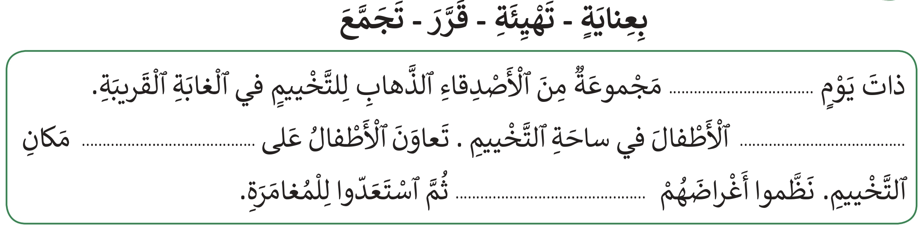 بِعِنايَةٍ - تَهْيِئَةِ - قَرَّرَ - تَجَمَّعَ
ذاتَ يَوْمٍ ................................ مَجْموعَةٌ مِنَ ٱلْأَصْدِقاءِ ٱلذَّهابِ لِلتَّخْييمِ في ٱلْغابَةِ ٱلْقَريبَةِ.
..................................... ٱلْأَطْفالَ في ساحَةِ ٱلتَّخْييمِ . تَعاوَنَ ٱلْأَطْفالُ عَلى ...................................... مَكانِ
ٱلتَّخْييمِ. نَظَّموا أَغْراضَهُمْ .......................................... ثُمَّ ٱسْتَعَدّوا لِلْمُغامَرَةِ.